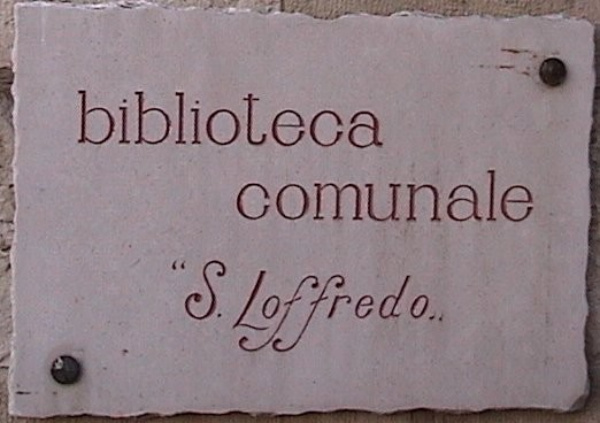 biblioteca
comunale
“S. Loffredo„